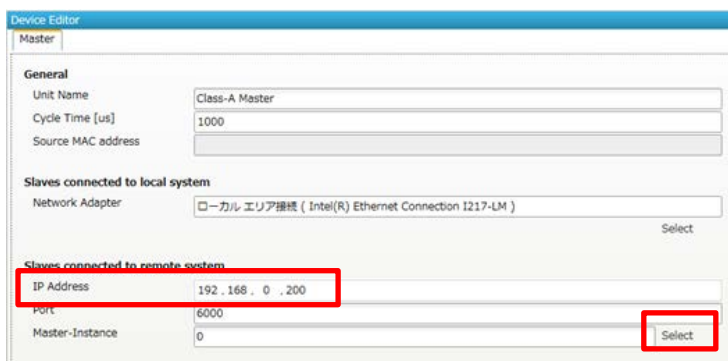 Device Editor
Master
General
Unit Name
Class-A Master
Cycle Time [us]
1000
Source MAC address
Slaves connected to local system
Network Adapter
ローカル エリア接続 ( Intel(R) Ethernet Connection I217-LM )
Select
Slaves connected to remote system
IP Address
192 . 168 . 0 . 200
Port
6000
Master-Instance
0
Select